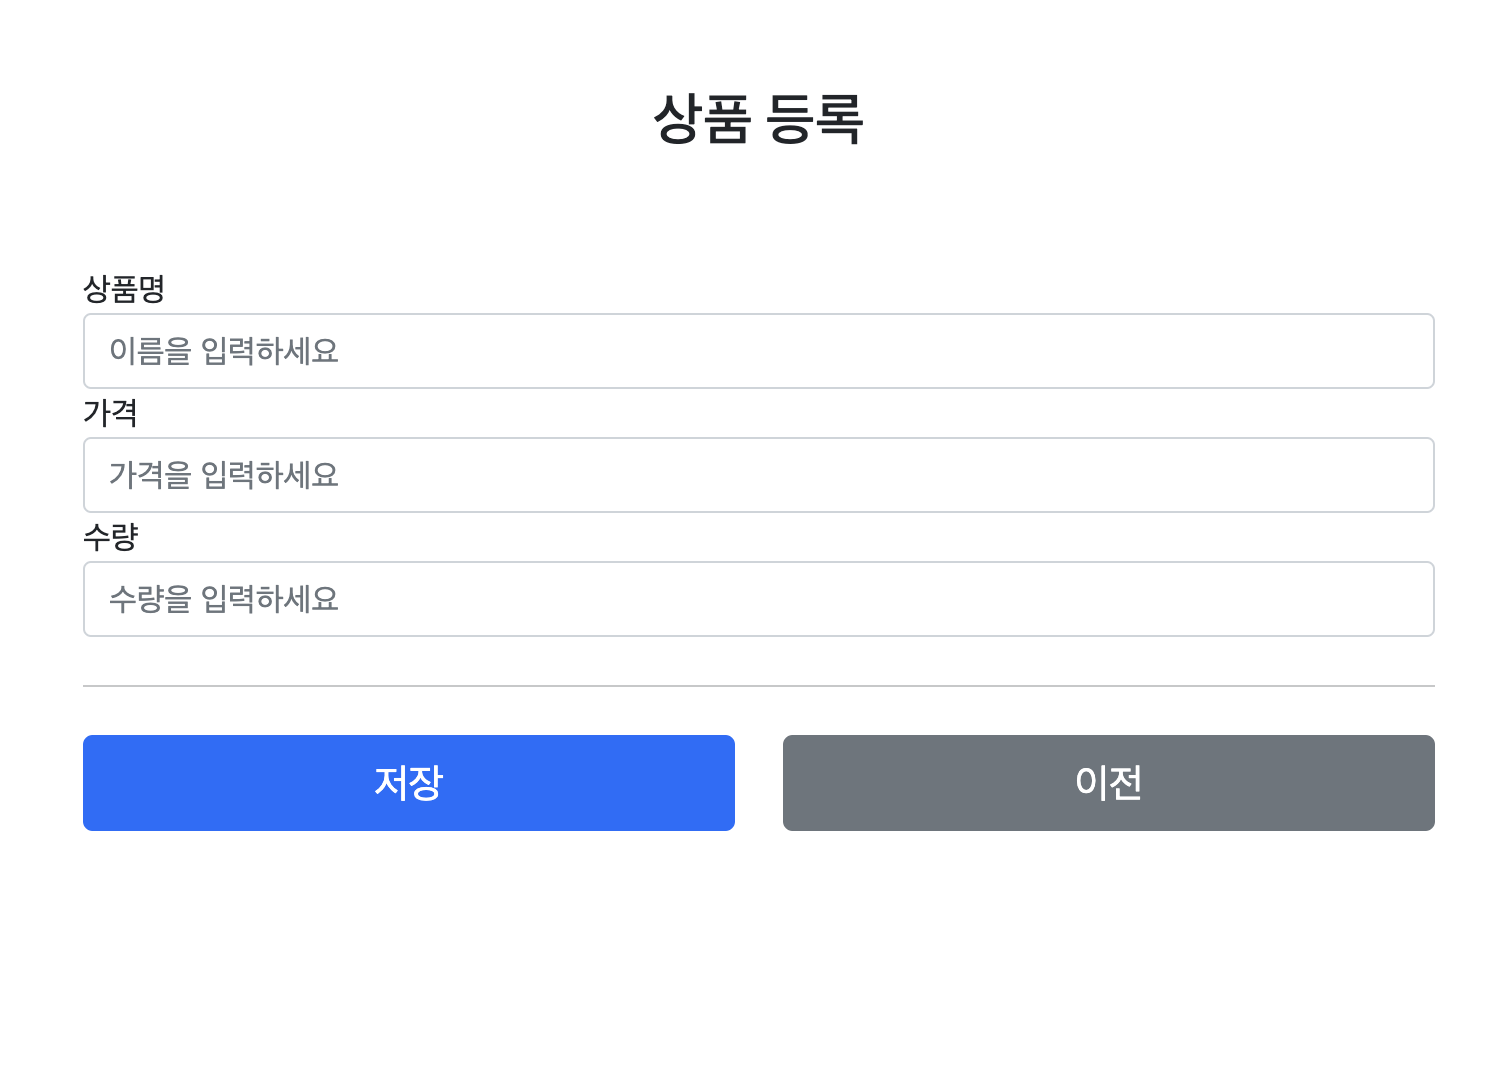 상품 등록
상품명
이름을 입력하세요
가격
가격을 입력하세요
수량
수량을 입력하세요
저장 이전